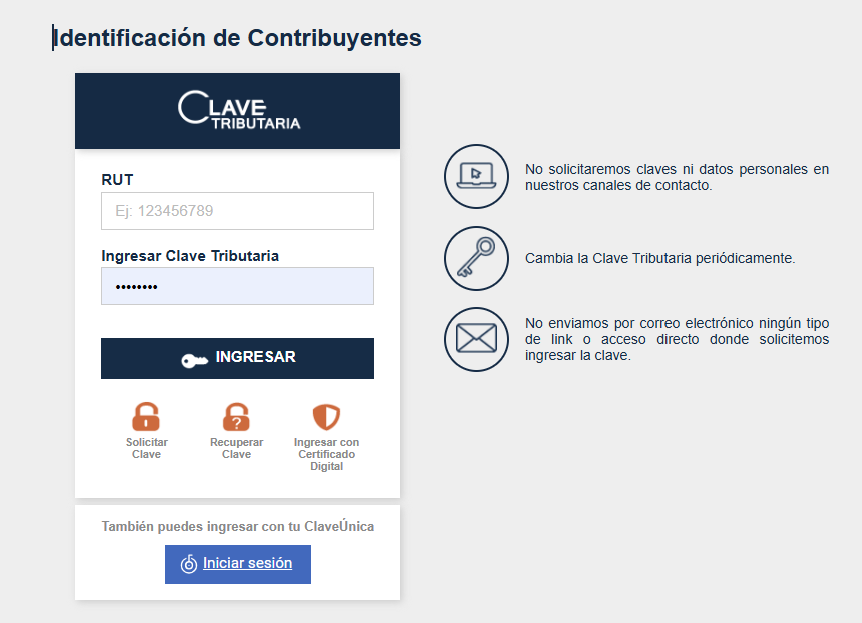 Identificación de Contribuyentes
CLAVE
TRIBUTARIA
RUT
Ej: 123456789
Ingresar Clave Tributaria
••••••••
INGRESAR
Solicitar
Clave
Recuperar
Clave
Ingresar con
Certificado
Digital
También puedes ingresar con tu ClaveÚnica
Iniciar sesión
No solicitaremos claves ni datos personales en
nuestros canales de contacto.
Cambia la Clave Tributaria periódicamente.
No enviamos por correo electrónico ningún tipo
de link o acceso directo donde solicitemos
ingresar la clave.